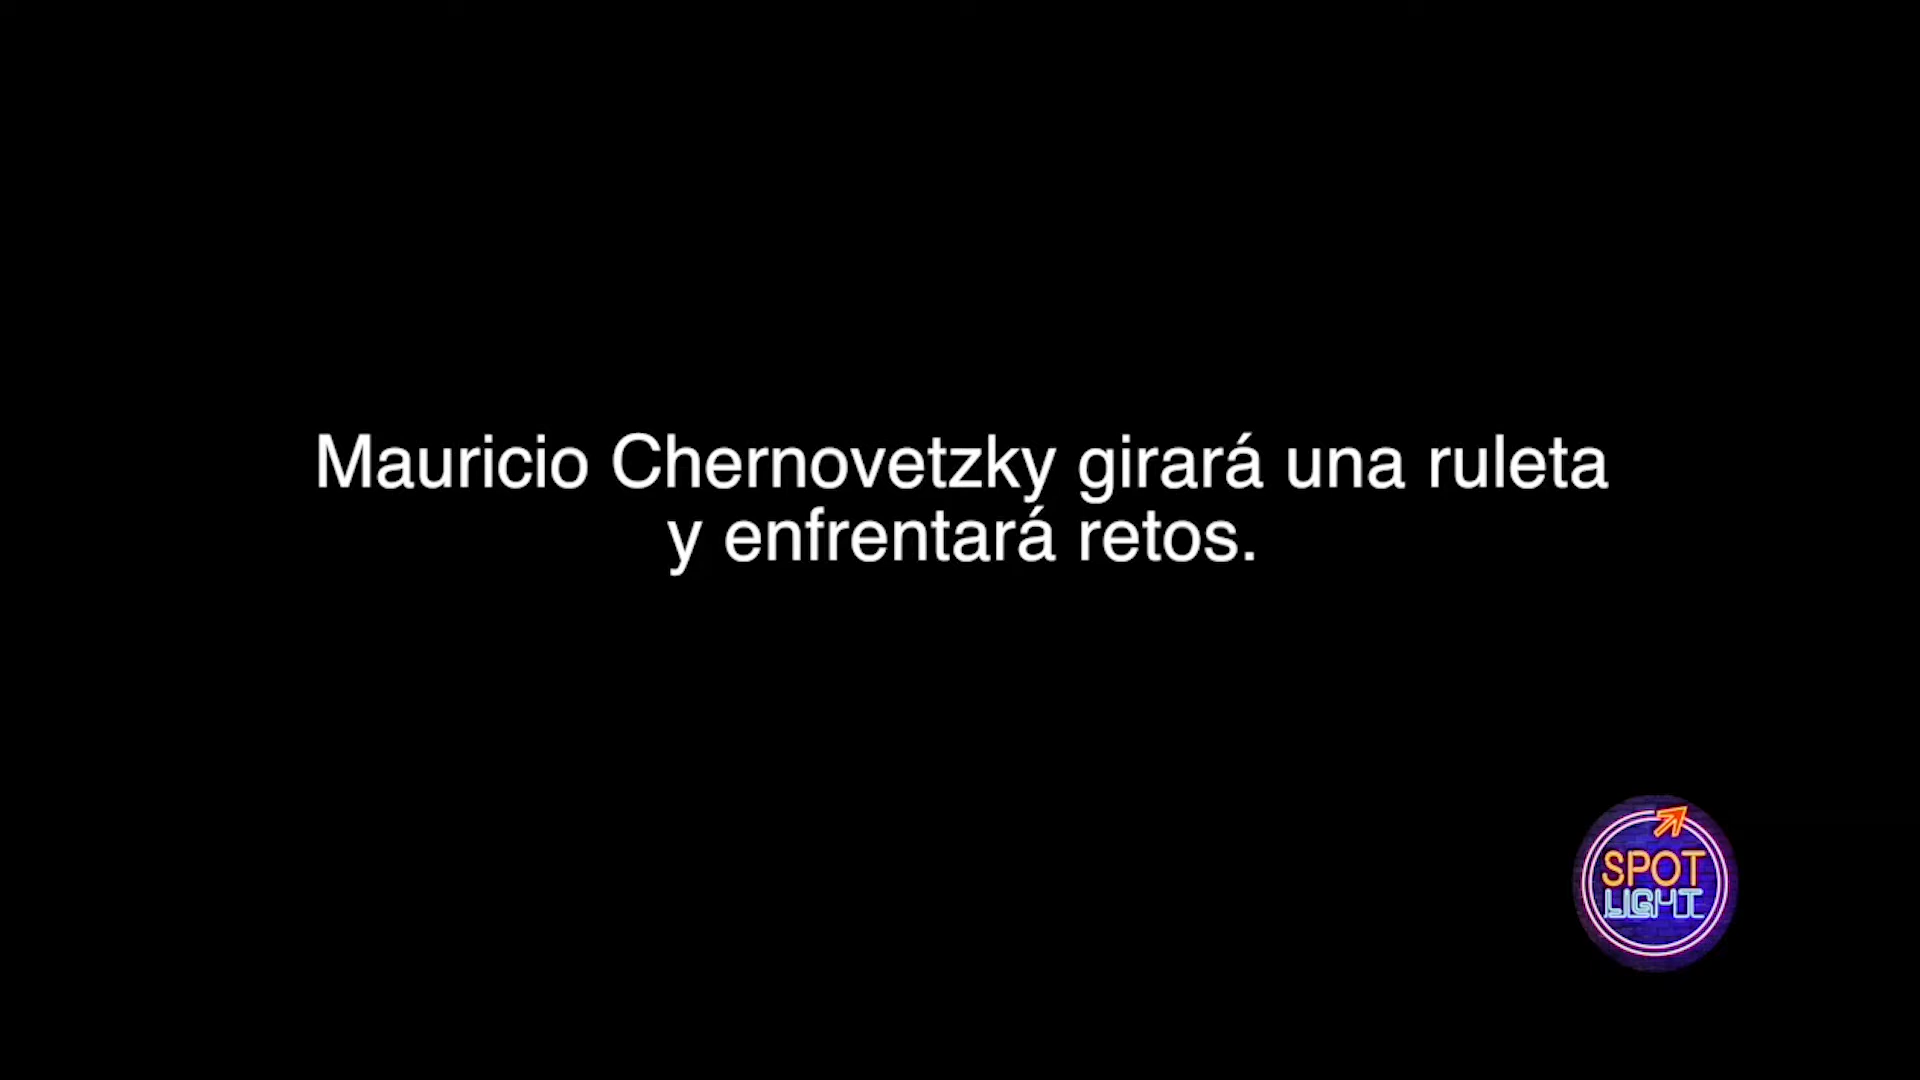 Mauricio Chernovetzky girará una ruleta
y enfrentará retos.
SPOT
LIGHT